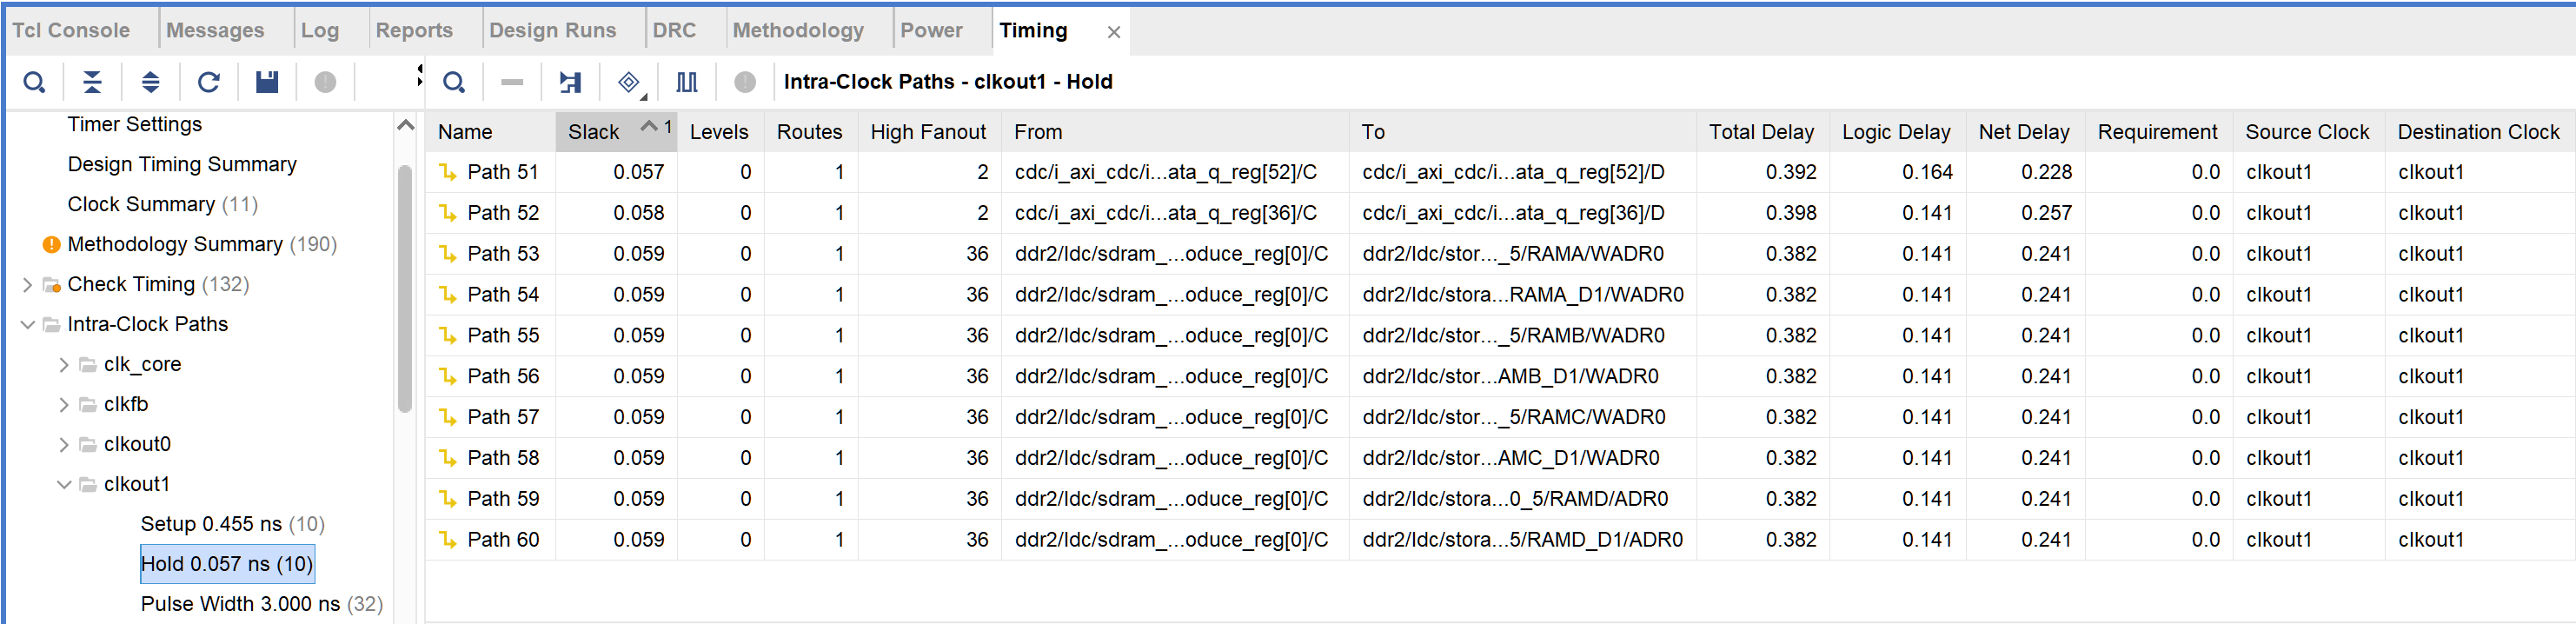 Tcl Console Messages Log Reports Design Runs DRC Methodology Power Timing
Intra-Clock Paths - clkout1 - Hold
Timer Settings
Design Timing Summary
Clock Summary (11)
Methodology Summary (190)
Check Timing (132)
Intra-Clock Paths
clk_core
clkfb
clkout0
clkout1
Setup 0.455 ns (10)
Hold 0.057 ns (10)
Pulse Width 3.000 ns (32)
Name Slack 1 Levels Routes High Fanout From To Total Delay Logic Delay Net Delay Requirement Source Clock Destination Clock
Path 51 0.057 0 1 2 cdc/i_axi_cdc/i...ata_q_reg[52]/C cdc/i_axi_cdc/i...ata_q_reg[52]/D 0.392 0.164 0.228 0.0 clkout1 clkout1
Path 52 0.058 0 1 2 cdc/i_axi_cdc/i...ata_q_reg[36]/C cdc/i_axi_cdc/i...ata_q_reg[36]/D 0.398 0.141 0.257 0.0 clkout1 clkout1
Path 53 0.059 0 1 36 ddr2/ldc/sdram_...oduce_reg[0]/C ddr2/ldc/stor..._5/RAMA/WADR0 0.382 0.141 0.241 0.0 clkout1 clkout1
Path 54 0.059 0 1 36 ddr2/ldc/sdram_...oduce_reg[0]/C ddr2/ldc/stora...RAMA_D1/WADR0 0.382 0.141 0.241 0.0 clkout1 clkout1
Path 55 0.059 0 1 36 ddr2/ldc/sdram_...oduce_reg[0]/C ddr2/ldc/stor..._5/RAMB/WADR0 0.382 0.141 0.241 0.0 clkout1 clkout1
Path 56 0.059 0 1 36 ddr2/ldc/sdram_...oduce_reg[0]/C ddr2/ldc/stor...AMB_D1/WADR0 0.382 0.141 0.241 0.0 clkout1 clkout1
Path 57 0.059 0 1 36 ddr2/ldc/sdram_...oduce_reg[0]/C ddr2/ldc/stor..._5/RAMC/WADR0 0.382 0.141 0.241 0.0 clkout1 clkout1
Path 58 0.059 0 1 36 ddr2/ldc/sdram_...oduce_reg[0]/C ddr2/ldc/stor...AMC_D1/WADR0 0.382 0.141 0.241 0.0 clkout1 clkout1
Path 59 0.059 0 1 36 ddr2/ldc/sdram_...oduce_reg[0]/C ddr2/ldc/stora...0_5/RAMD/ADR0 0.382 0.141 0.241 0.0 clkout1 clkout1
Path 60 0.059 0 1 36 ddr2/ldc/sdram_...oduce_reg[0]/C ddr2/ldc/stora...5/RAMD_D1/ADR0 0.382 0.141 0.241 0.0 clkout1 clkout1